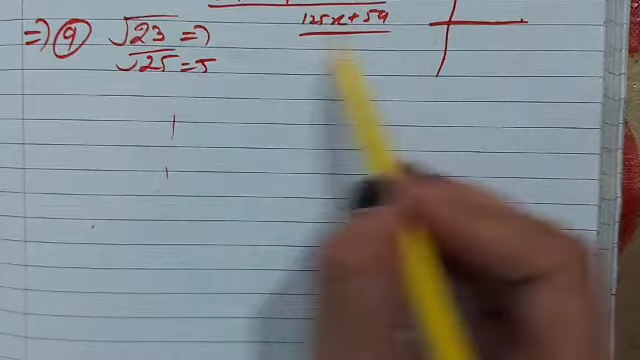 125x + 59
⇒ 9 √23 ⇒
√25 = 5